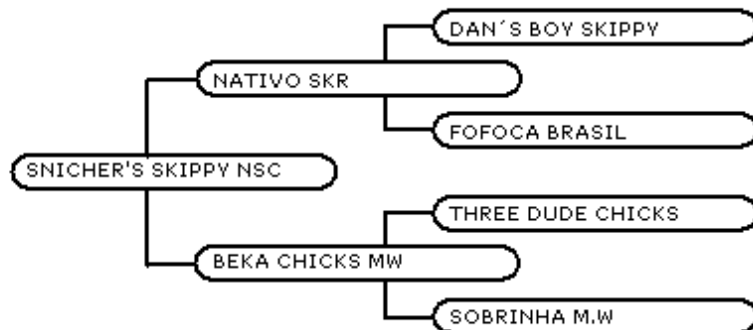 DAN´S BOY SKIPPY
NATIVO SKR
FOFOCA BRASIL
SNICHER'S SKIPPY NSC
THREE DUDE CHICKS
BEKA CHICKS MW
SOBRINHA M.W